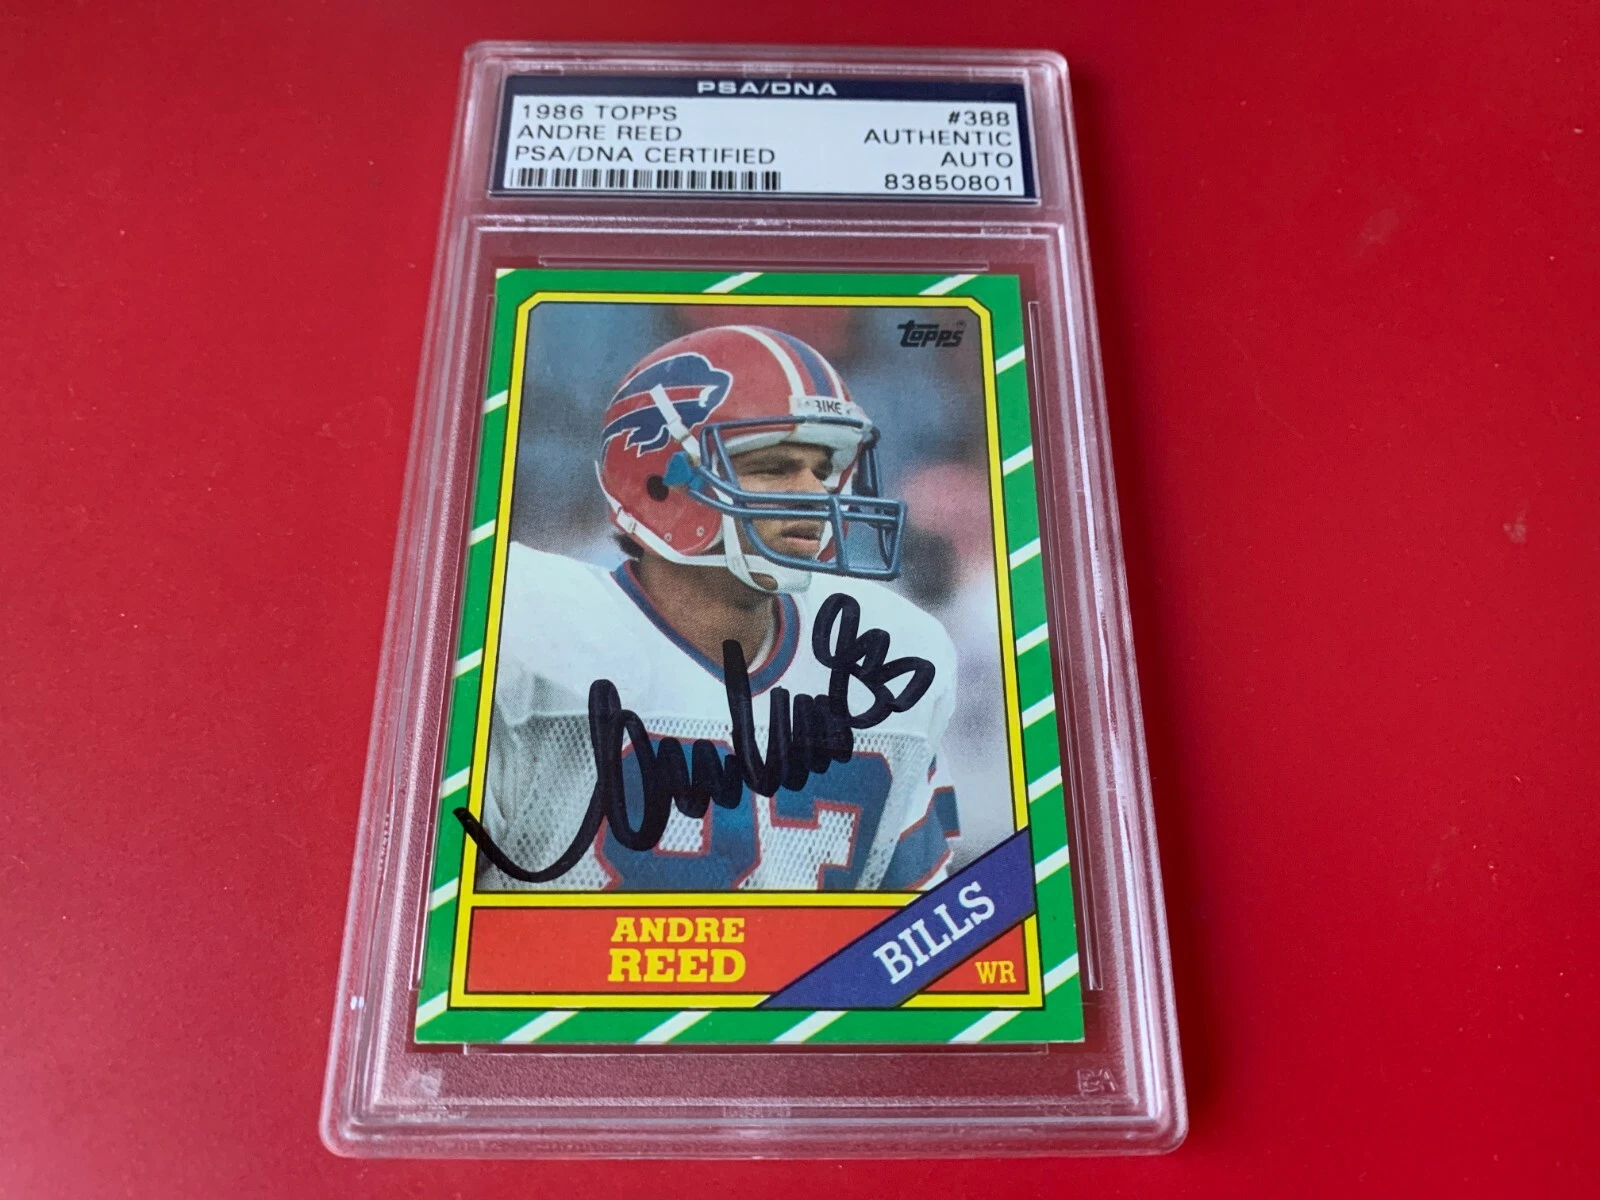 PSA/DNA
1986 TOPPS #388
ANDRE REED AUTHENTIC
PSA/DNA CERTIFIED AUTO
83850801
topps
BIKE
83
ANDRE
REED
BILLS
WR